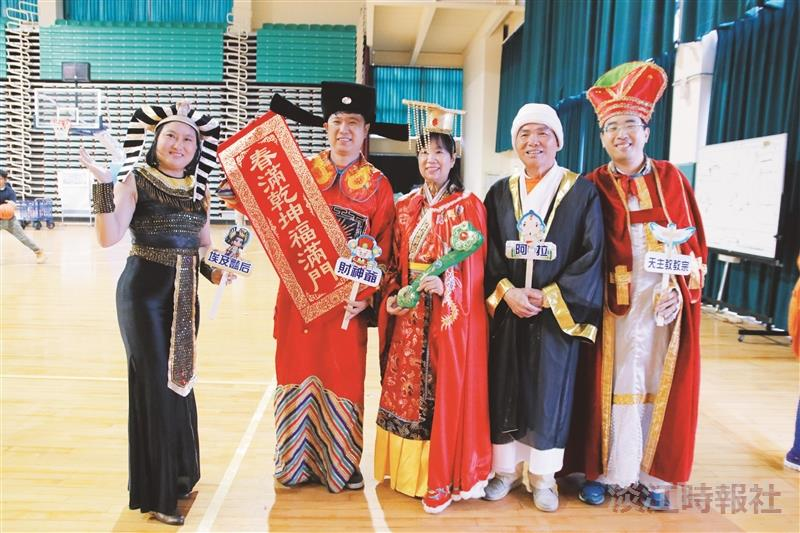 春滿乾坤福滿門
埃及豔后
財神爺
阿拉
天主教教宗
淡江時報社